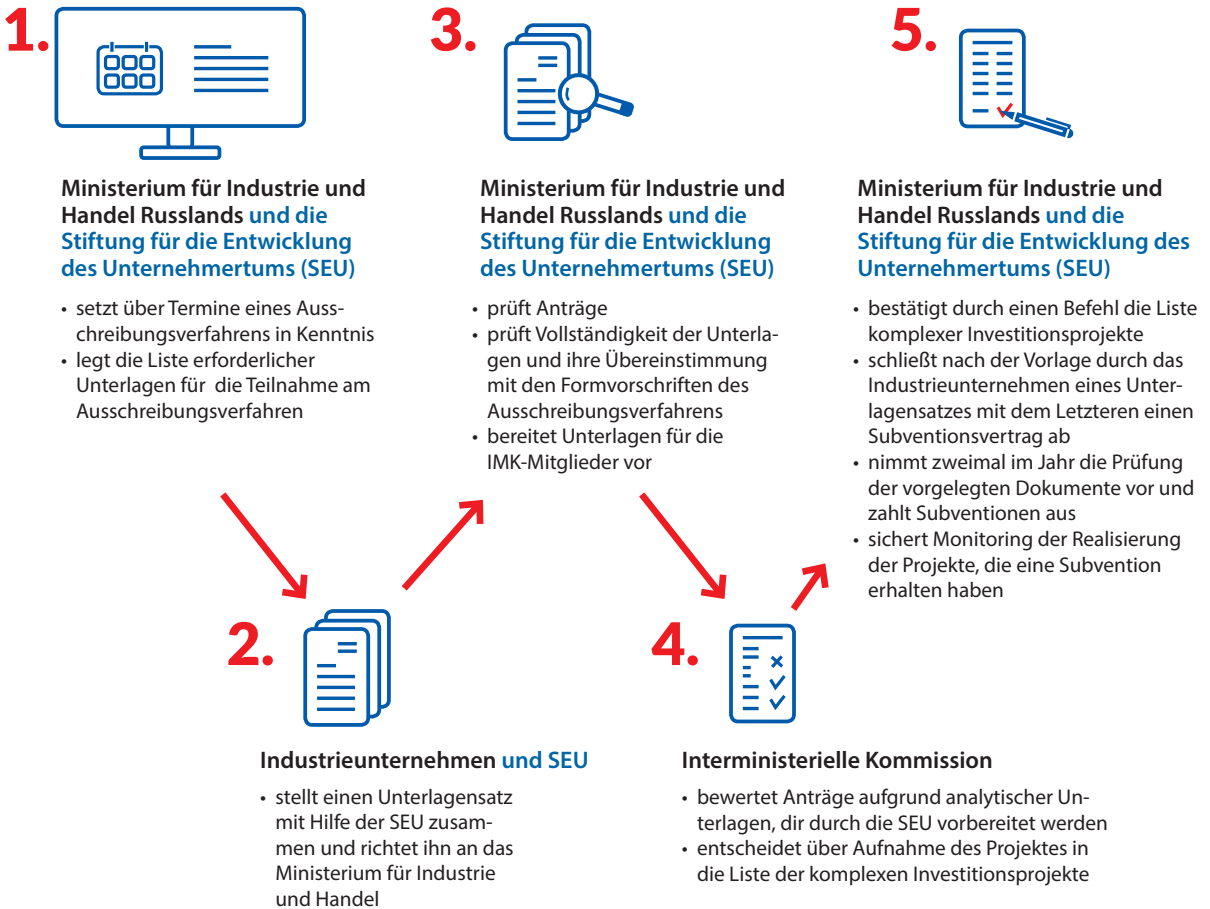 1.
Ministerium für Industrie und
Handel Russlands und die
Stiftung für die Entwicklung
des Unternehmertums (SEU)
• setzt über Termine eines Auss-
chreibungsverfahrens in Kenntnis
• legt die Liste erforderlicher
Unterlagen für die Teilnahme am
Ausschreibungsverfahren
2.
Industrieunternehmen und SEU
• stellt einen Unterlagensatz
mit Hilfe der SEU zusam-
men und richtet ihn an das
Ministerium für Industrie
und Handel
3.
Ministerium für Industrie und
Handel Russlands und die
Stiftung für die Entwicklung
des Unternehmertums (SEU)
• prüft Anträge
• prüft Vollständigkeit der Unterla-
gen und ihre Übereinstimmung
mit den Formvorschriften des
Ausschreibungsverfahrens
• bereitet Unterlagen für die
IMK-Mitglieder vor
4.
Interministerielle Kommission
• bewertet Anträge aufgrund analytischer Un-
terlagen, dir durch die SEU vorbereitet werden
• entscheidet über Aufnahme des Projektes in
die Liste der komplexen Investitionsprojekte
5.
Ministerium für Industrie und
Handel Russlands und die
Stiftung für die Entwicklung des
Unternehmertums (SEU)
• bestätigt durch einen Befehl die Liste
komplexer Investitionsprojekte
• schließt nach der Vorlage durch das
Industrieunternehmen eines Unter-
lagensatzes mit dem Letzteren einen
Subventionsvertrag ab
• nimmt zweimal im Jahr die Prüfung
der vorgelegten Dokumente vor und
zahlt Subventionen aus
• sichert Monitoring der Realisierung
der Projekte, die eine Subvention
erhalten haben